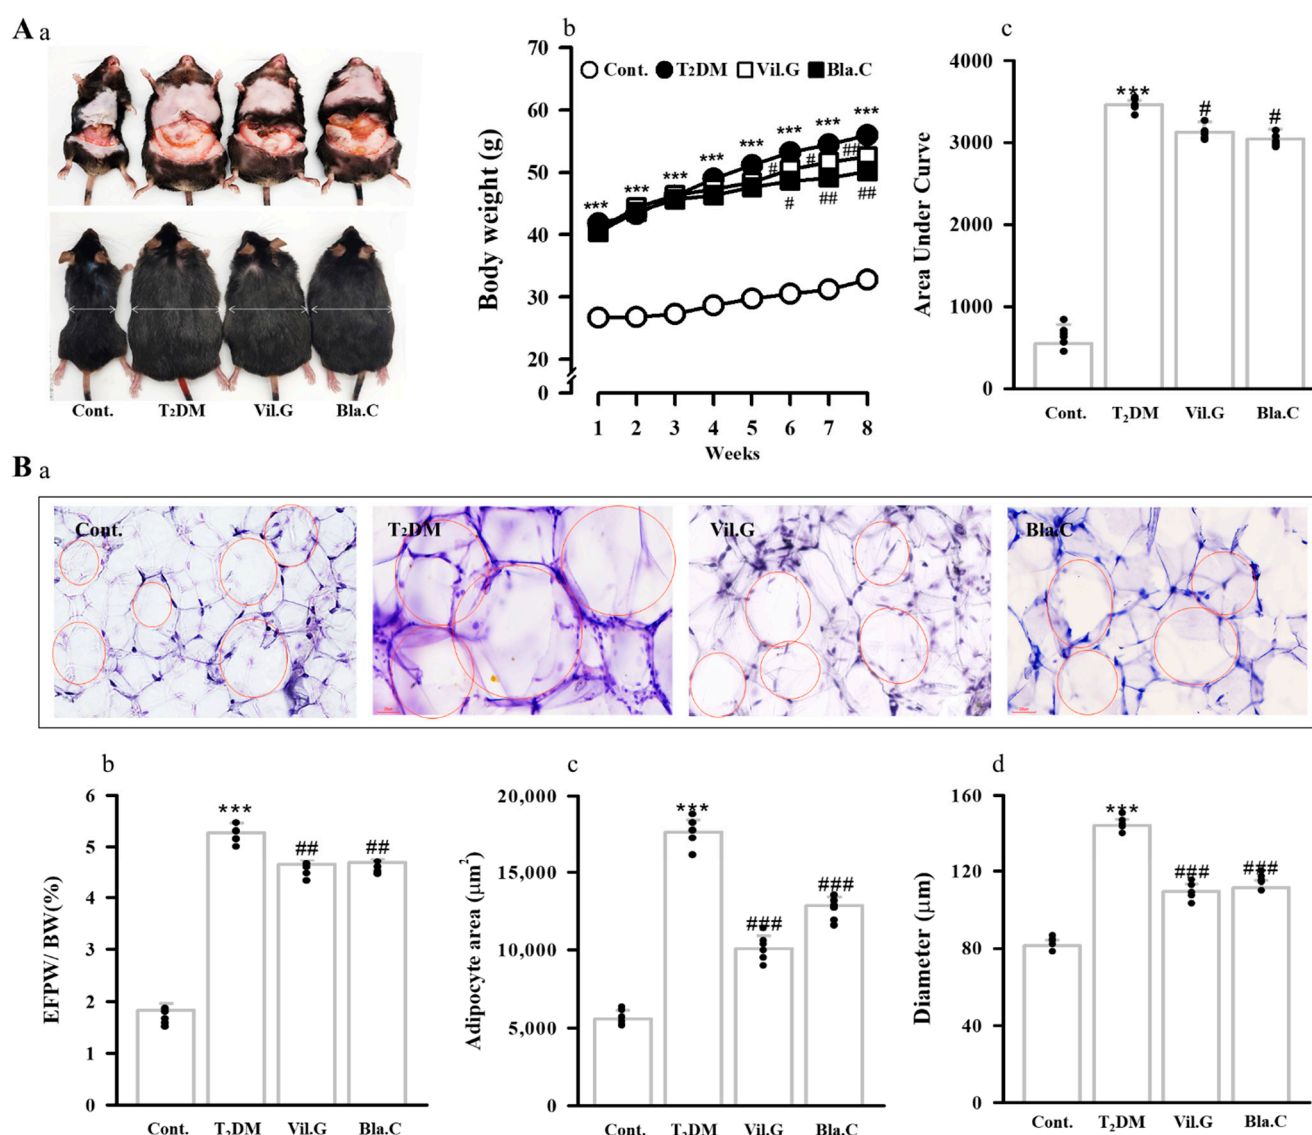 A a
Cont. T₂DM Vil.G Bla.C
b
Body weight (g)
70
60
50
40
30
20
0
Cont. T₂DM Vil.G Bla.C
*** *** *** *** *** *** *** ***
# # ##
# ## ##
1 2 3 4 5 6 7 8
Weeks
c
Area Under Curve
4000
3000
2000
1000
0
*** # #
Cont. T₂DM Vil.G Bla.C
B a
Cont. T₂DM Vil.G Bla.C
b
EFPW/ BW(%)
6
5
4
3
2
1
0
*** ## ##
Cont. T₂DM Vil.G Bla.C
c
Adipocyte area (μm²)
20,000
15,000
10,000
5,000
0
*** ### ###
Cont. T₂DM Vil.G Bla.C
d
Diameter (μm)
160
120
80
40
0
*** ### ###
Cont. T₂DM Vil.G Bla.C